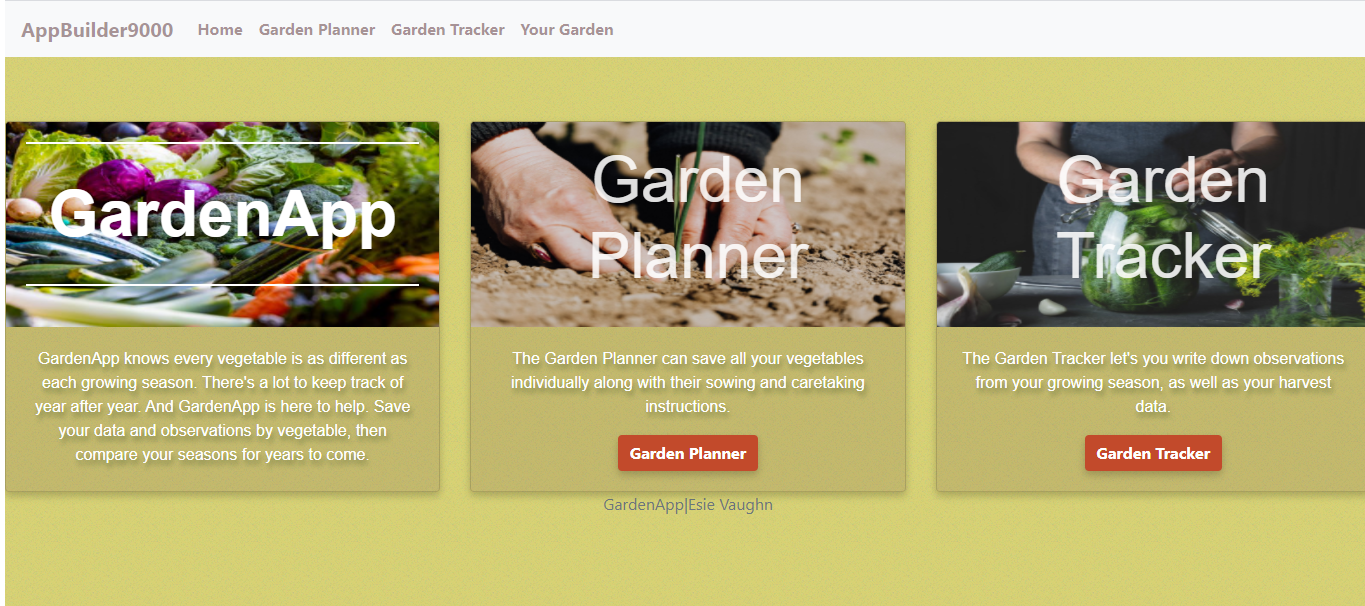 AppBuilder9000 Home Garden Planner Garden Tracker Your Garden
GardenApp
GardenApp knows every vegetable is as different as
each growing season. There's a lot to keep track of
year after year. And GardenApp is here to help. Save
your data and observations by vegetable, then
compare your seasons for years to come.
Garden
Planner
The Garden Planner can save all your vegetables
individually along with their sowing and caretaking
instructions.
Garden Planner
Garden
Tracker
The Garden Tracker let's you write down observations
from your growing season, as well as your harvest
data.
Garden Tracker
GardenApp|Esie Vaughn